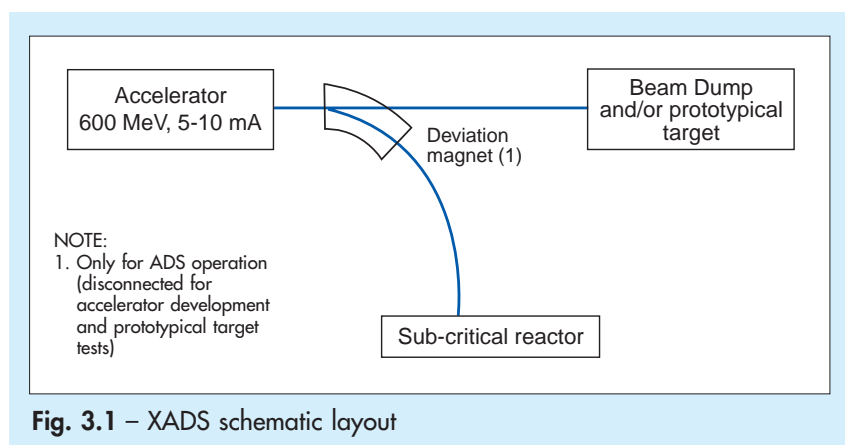 Accelerator
600 MeV, 5-10 mA
Beam Dump
and/or prototypical
target
Deviation
magnet (1)
NOTE:
1. Only for ADS operation
(disconnected for
accelerator development
and prototypical target
tests)
Sub-critical reactor
Fig. 3.1 – XADS schematic layout